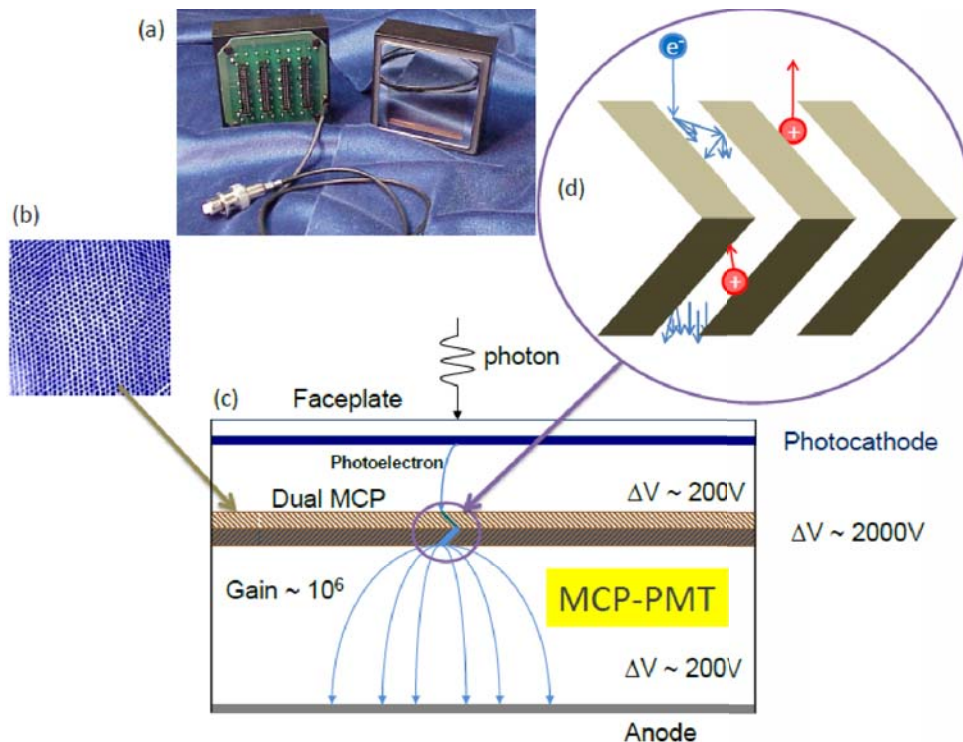 (a)
e⁻
+
(d)
+
(b)
photon
(c)
Faceplate
Photocathode
Photoelectron
Dual MCP
ΔV ~ 200V
ΔV ~ 2000V
Gain ~ 10⁶
MCP-PMT
ΔV ~ 200V
Anode